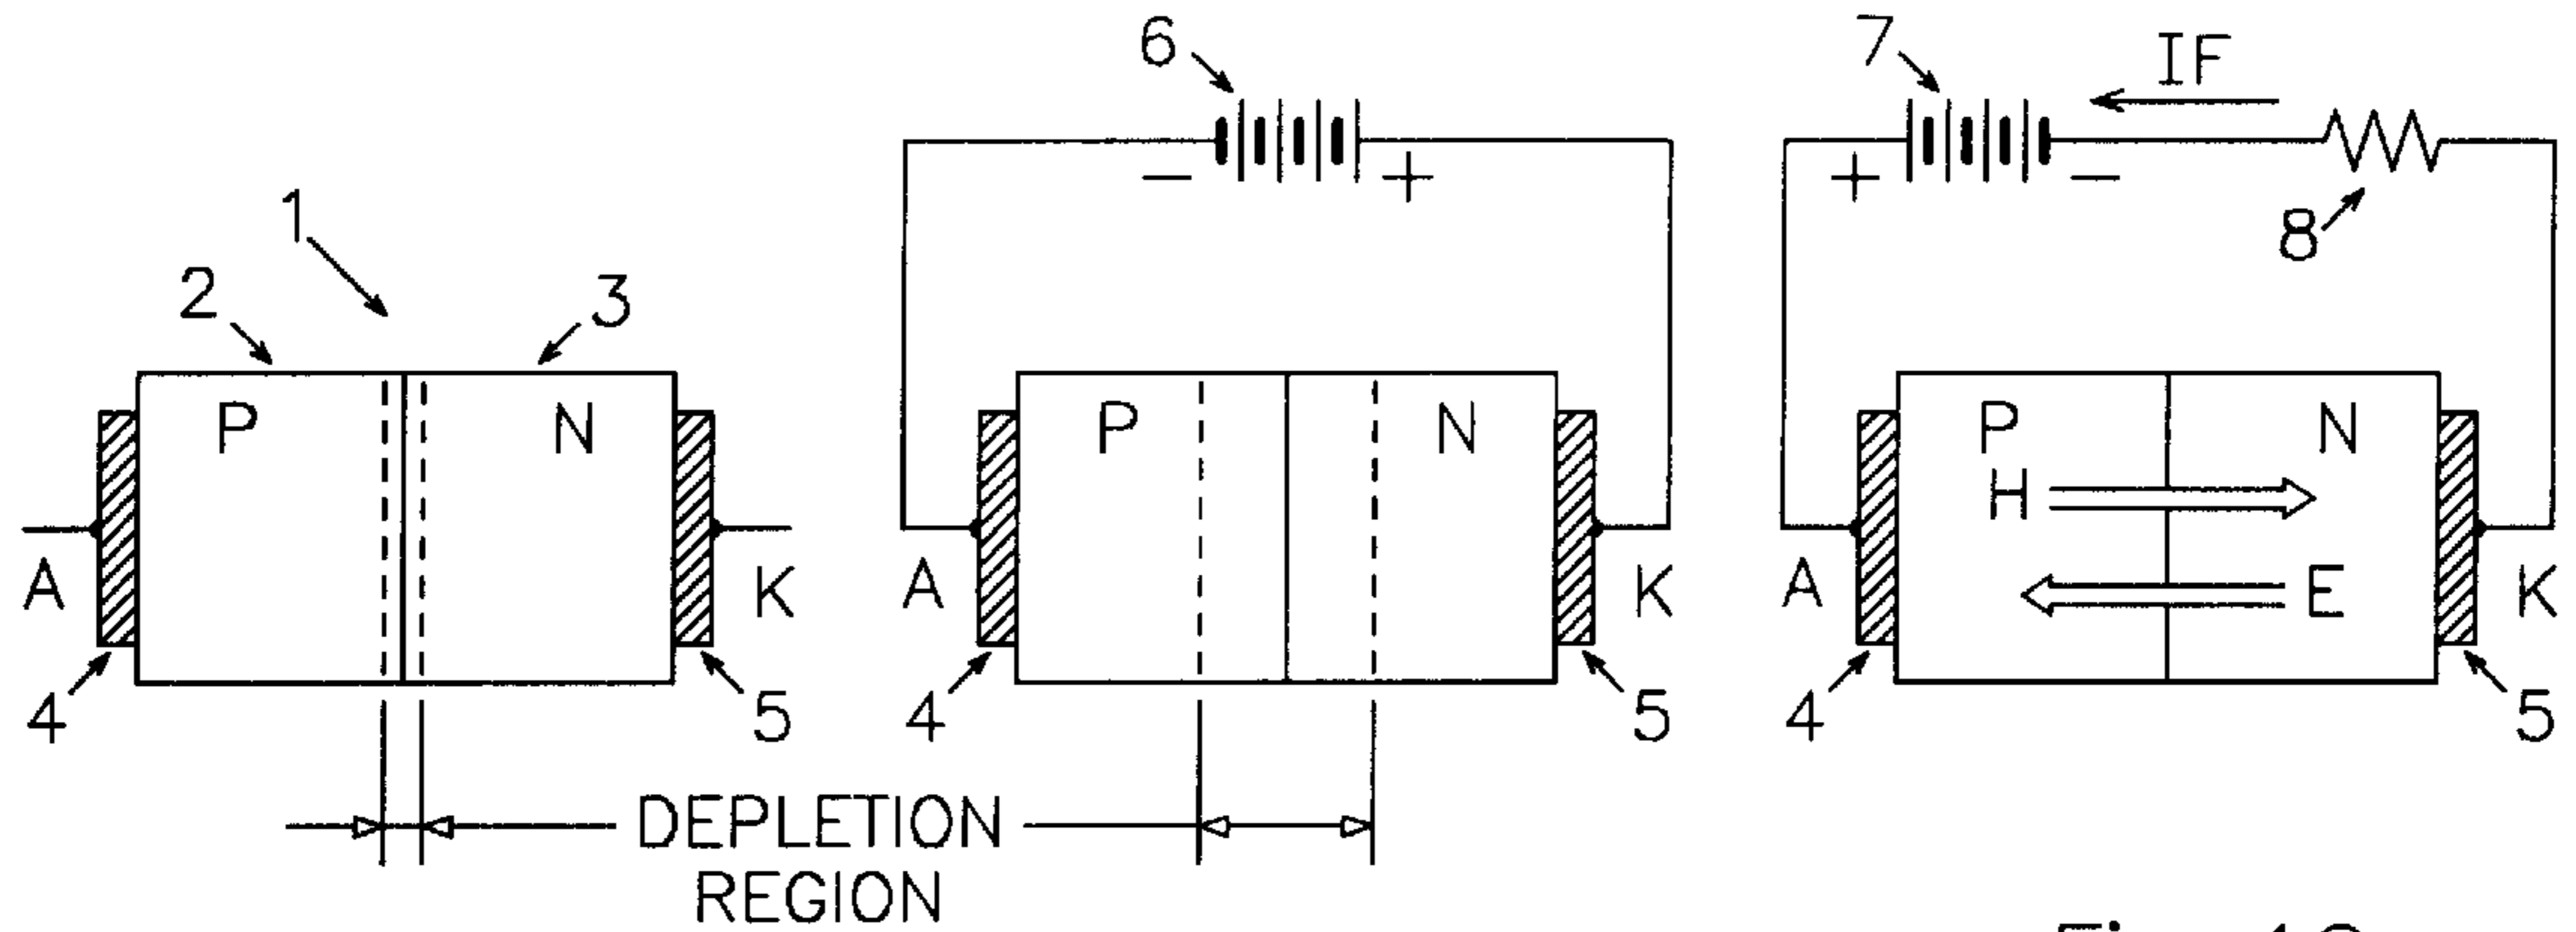 6
7
IF
− +
+ −
1
8
2
3
P N
P N
P N
H
A K
A K
A E K
4 5
4 5
4 5
DEPLETION
REGION